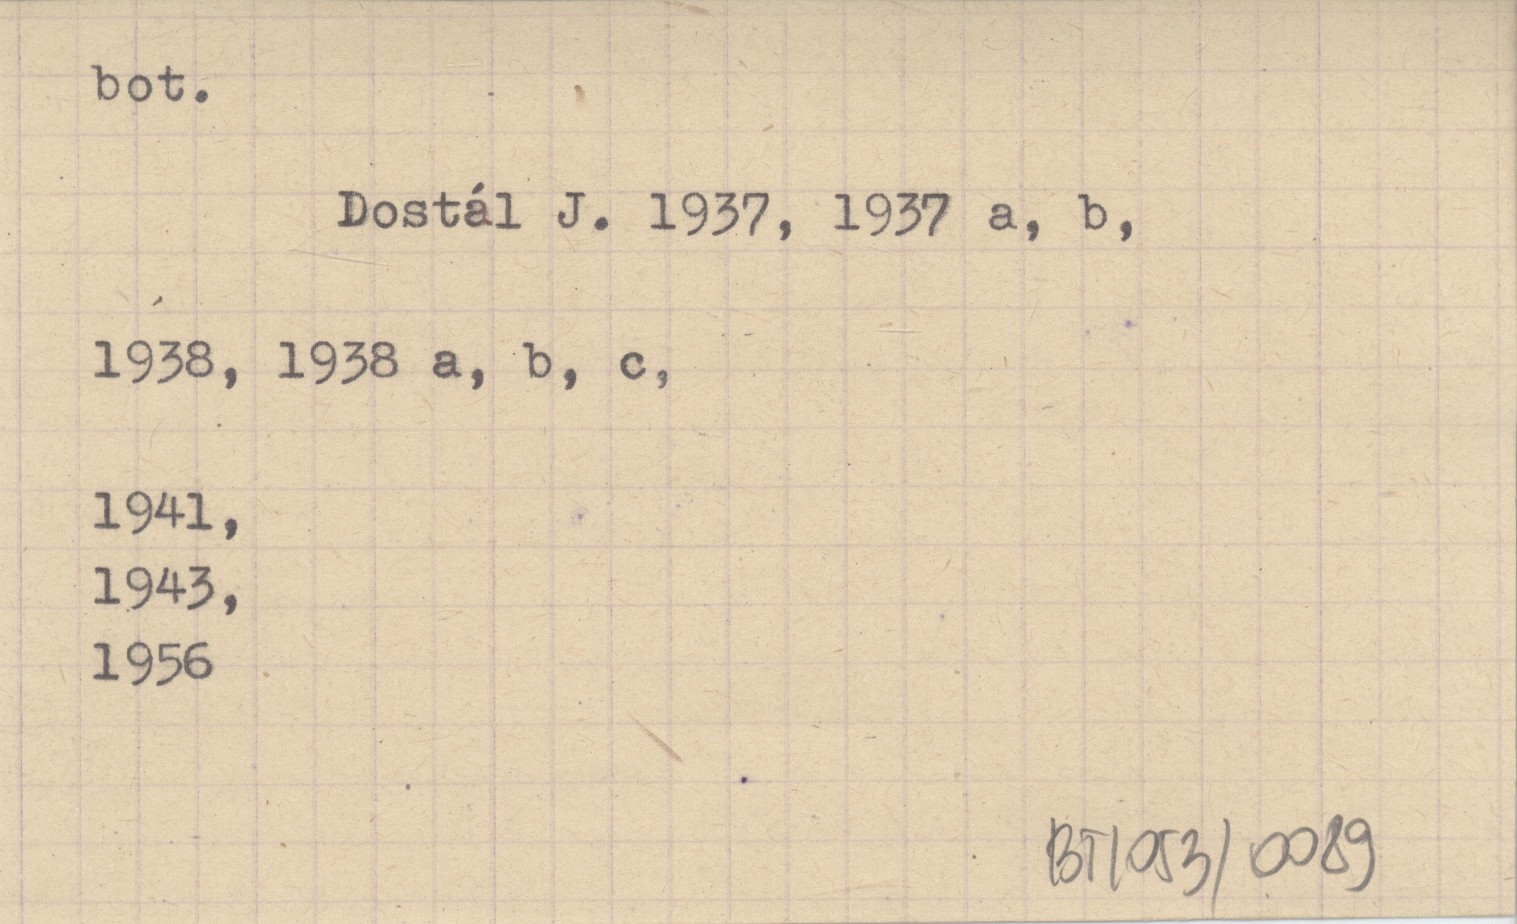 bot.
Dostál J. 1937, 1937 a, b,
1938, 1938 a, b, c,
1941,
1943,
1956
BT/053/0089